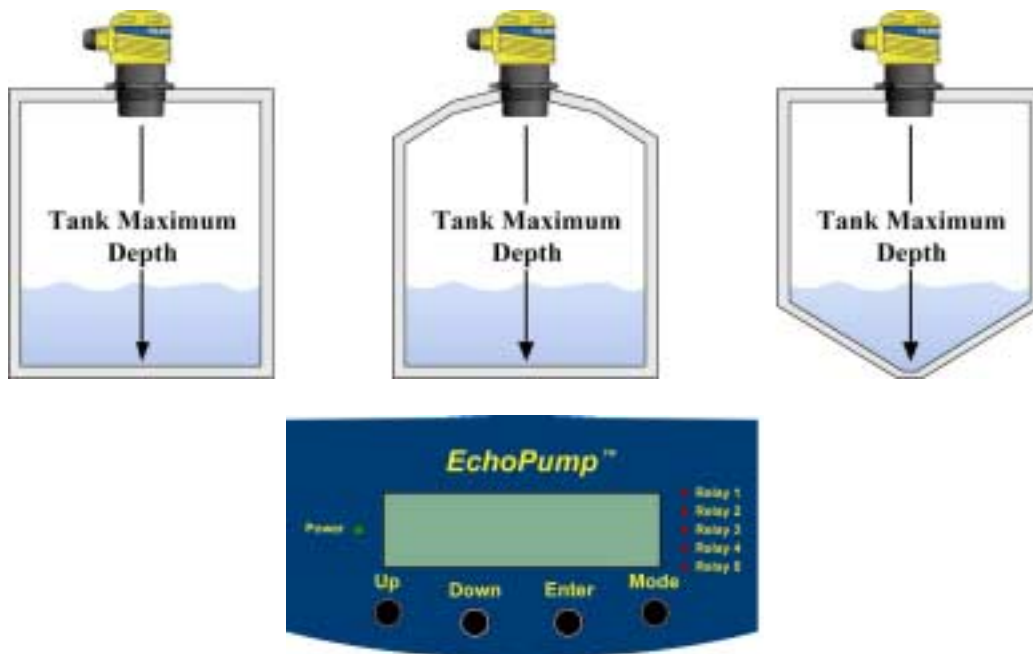 Tank Maximum
Depth
Tank Maximum
Depth
Tank Maximum
Depth
EchoPump™
Power
Relay 1
Relay 2
Relay 3
Relay 4
Relay 5
Up
Down
Enter
Mode